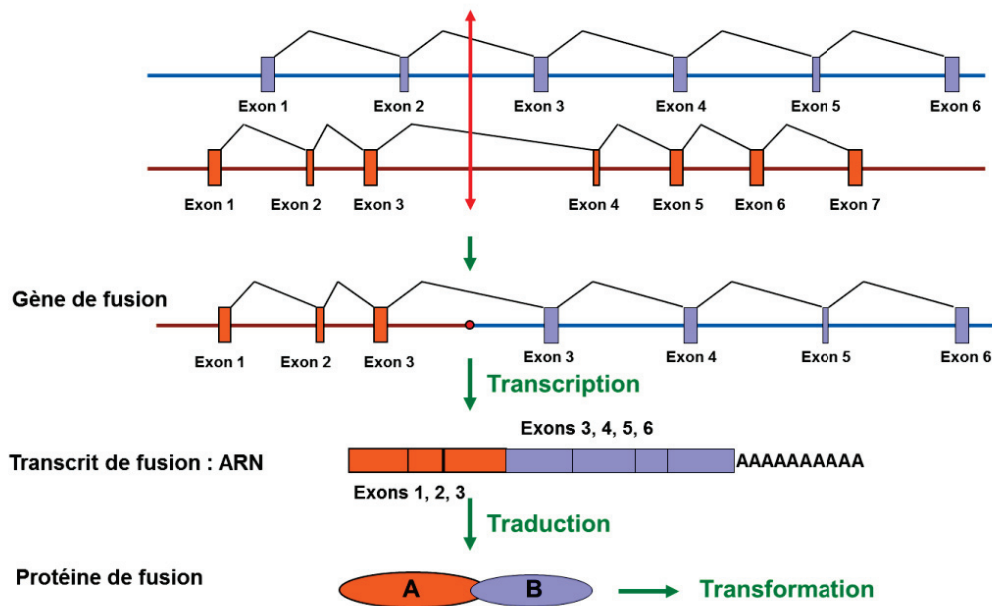 Exon 1 Exon 2 Exon 3 Exon 4 Exon 5 Exon 6
Exon 1 Exon 2 Exon 3 Exon 4 Exon 5 Exon 6 Exon 7
Gène de fusion
Exon 1 Exon 2 Exon 3 Exon 3 Exon 4 Exon 5 Exon 6
Transcription
Exons 3, 4, 5, 6
Transcrit de fusion : ARN AAAAAAAAAA
Exons 1, 2, 3
Traduction
Protéine de fusion A B Transformation